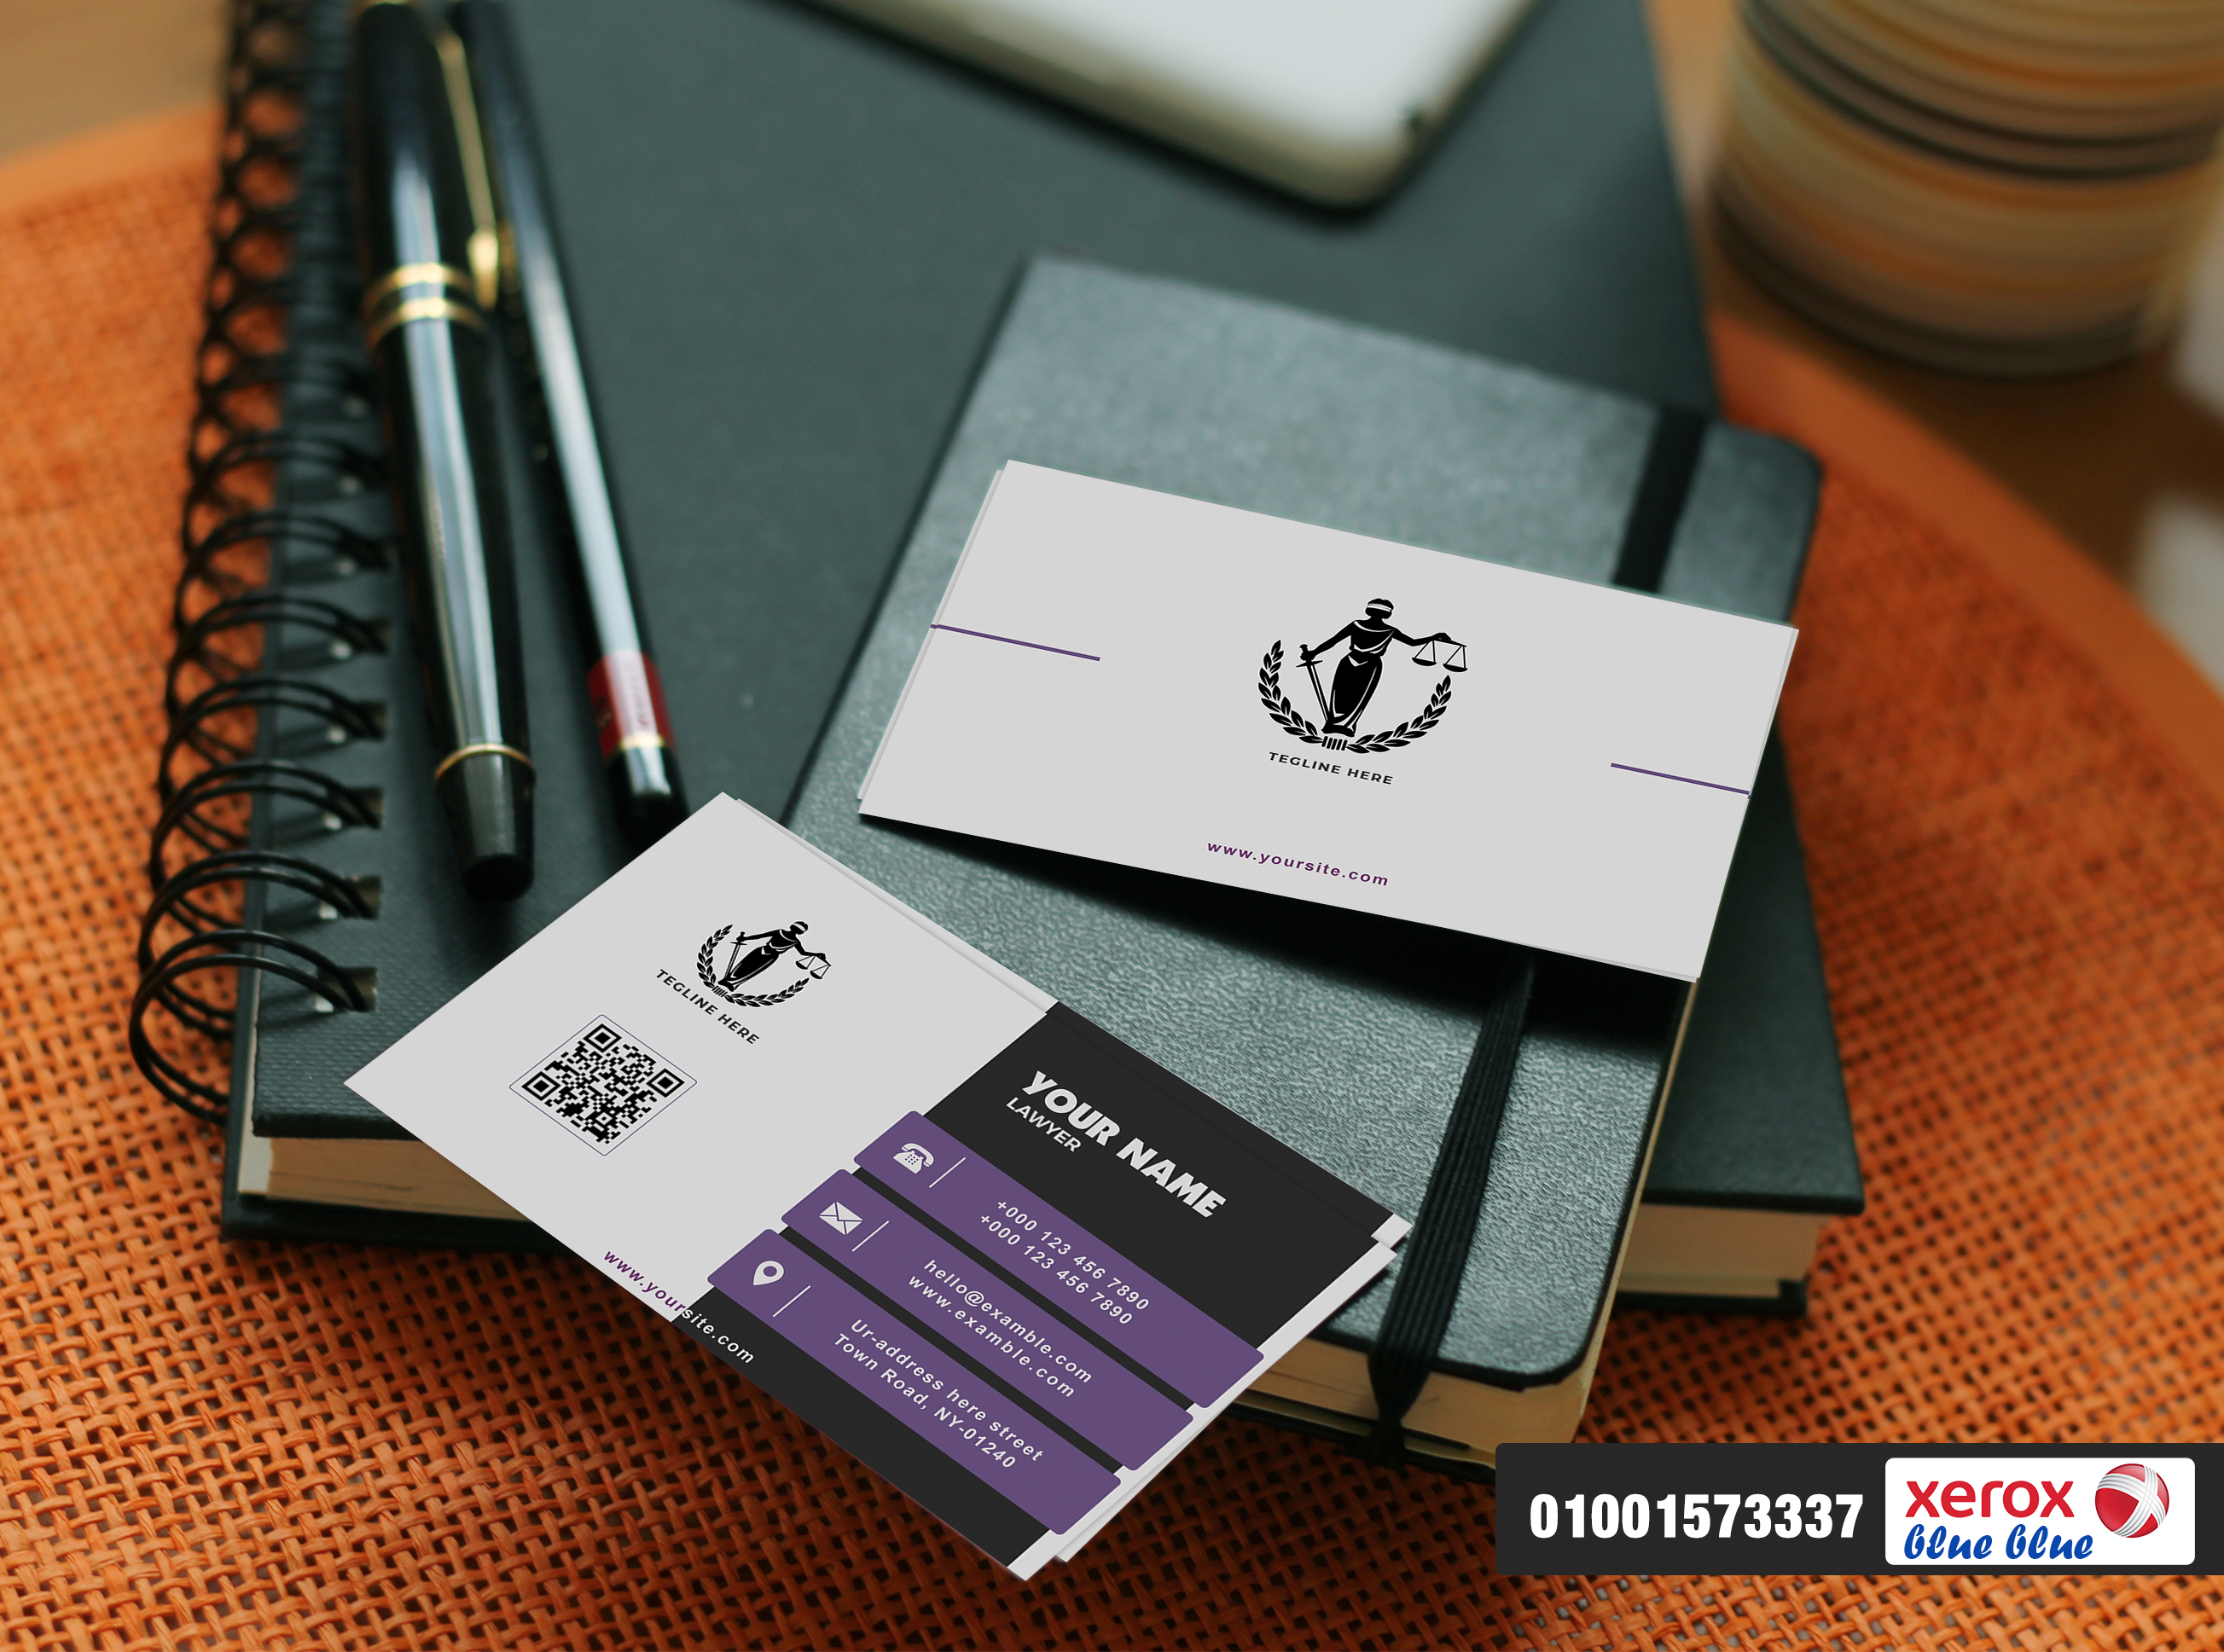 TEGLINE HERE
www.yoursite.com
TEGLINE HERE
www.yoursite.com
YOUR NAME
LAWYER
+000 123 456 7890
+000 123 456 7890
hello@examble.com
www.examble.com
Ur-address here street
Town Road, NY-01240
01001573337
xerox
blue blue